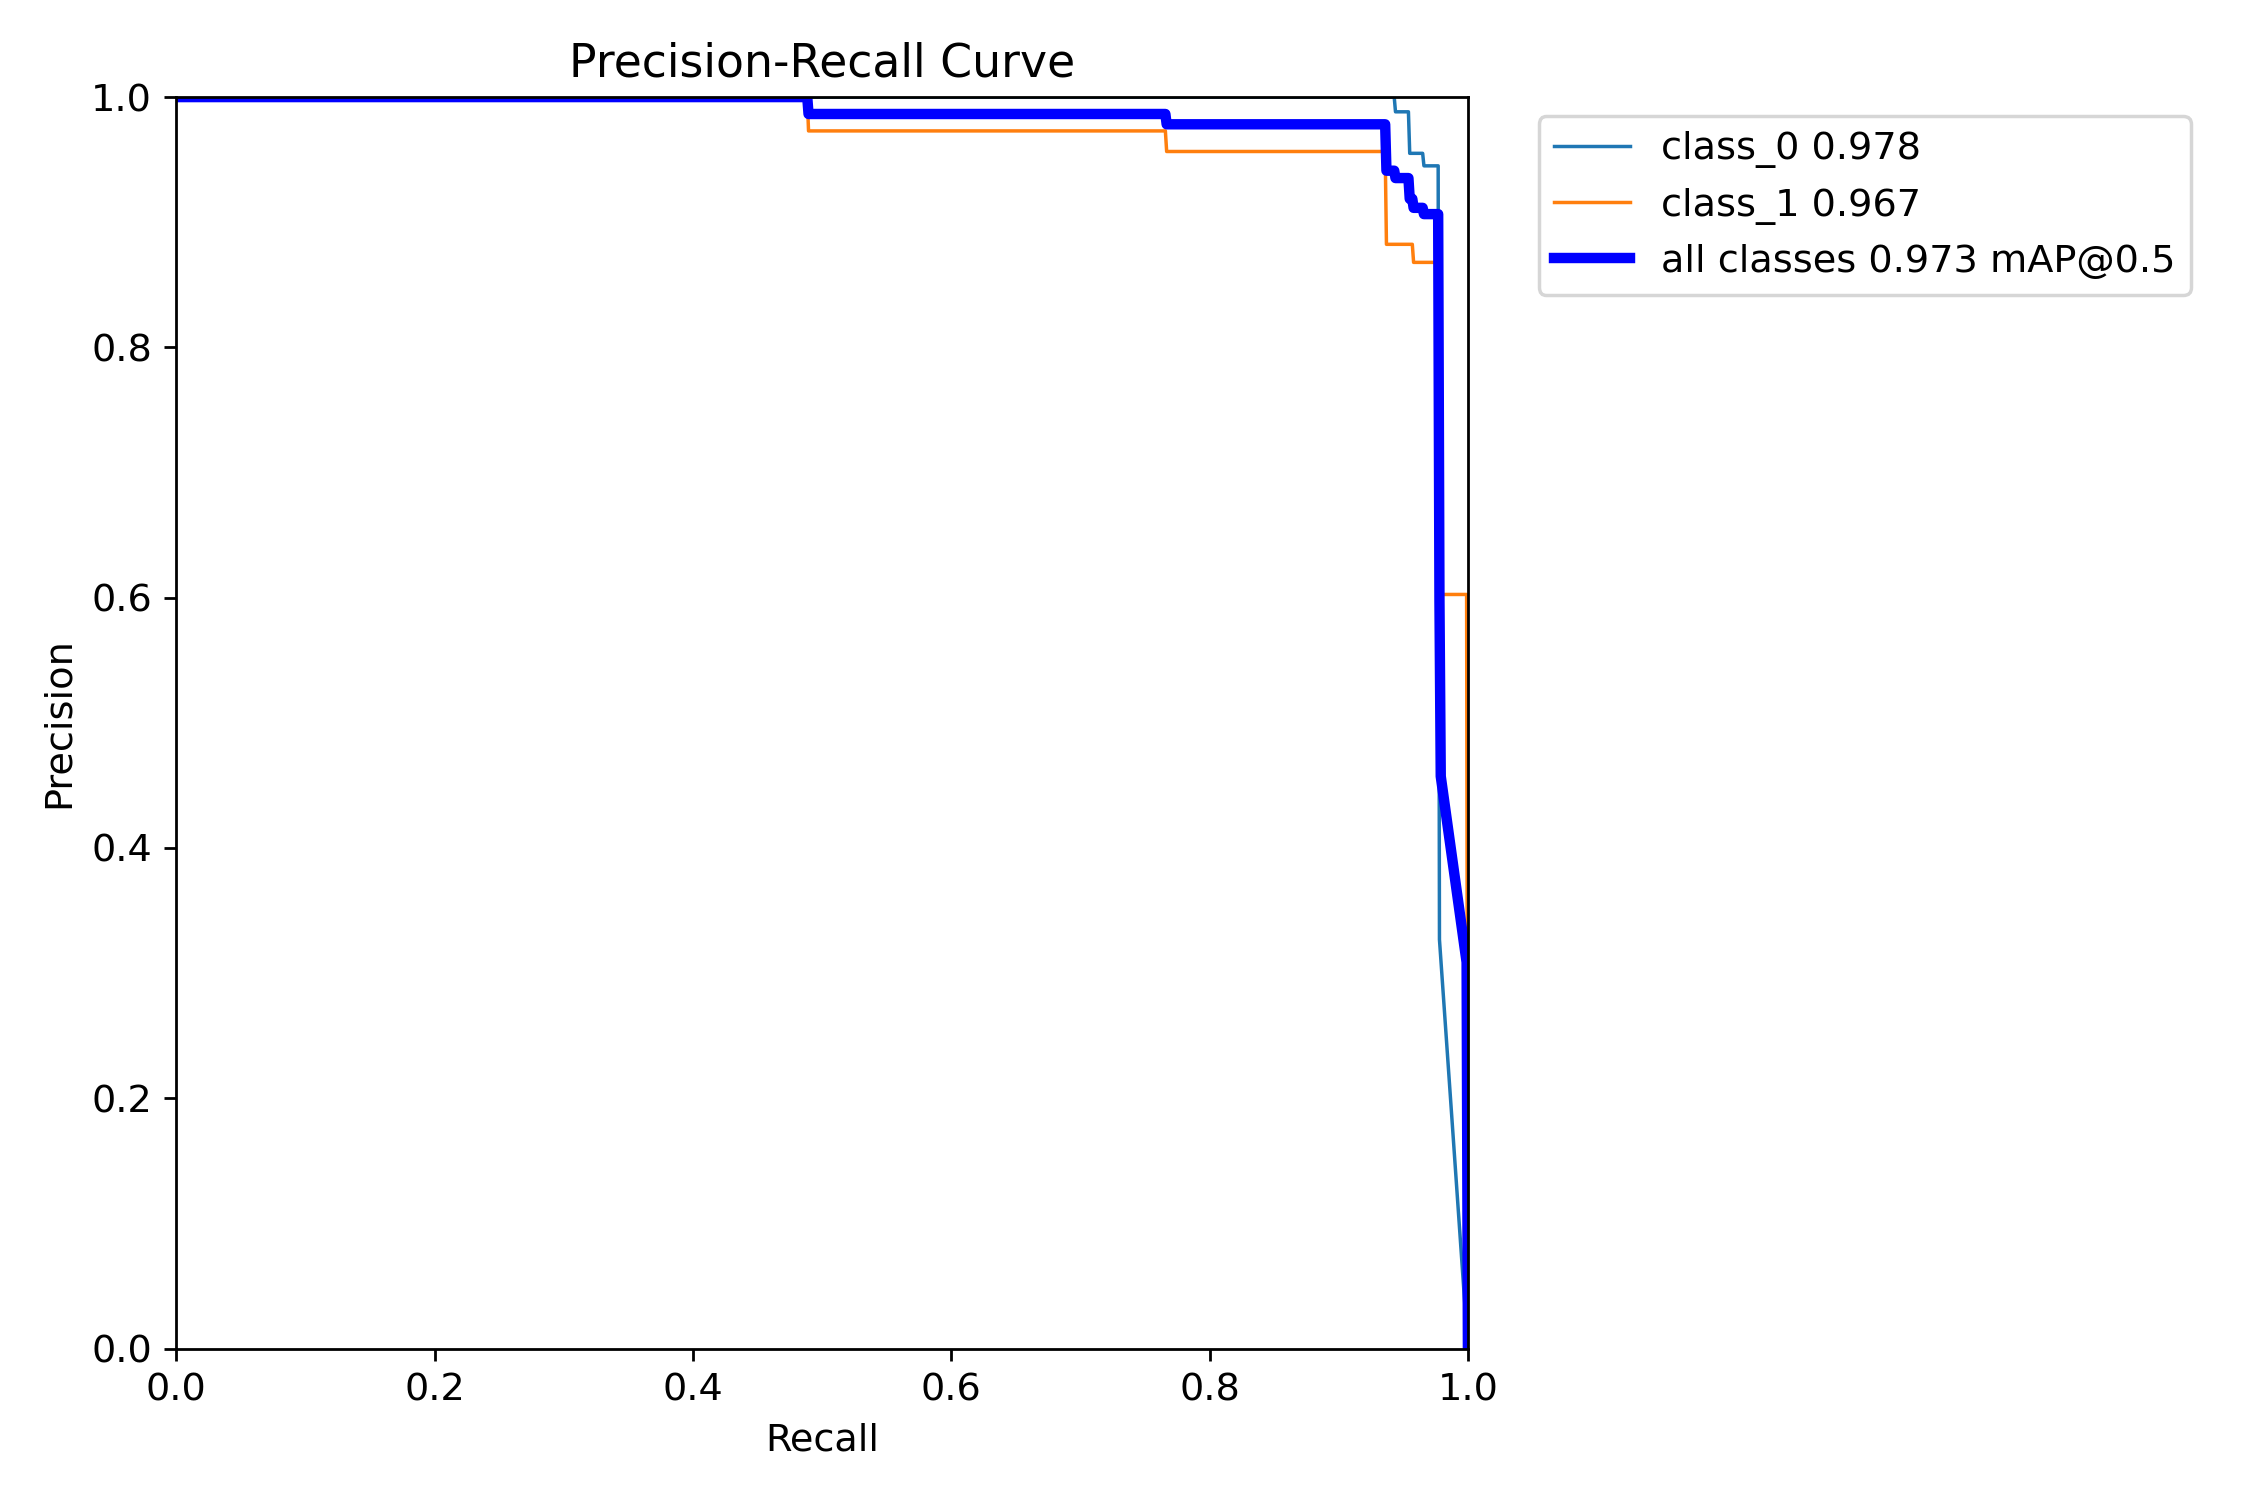 Precision-Recall Curve
1.0
0.8
0.6
0.4
0.2
0.0
Precision
0.0 0.2 0.4 0.6 0.8 1.0
Recall
class_0 0.978
class_1 0.967
all classes 0.973 mAP@0.5